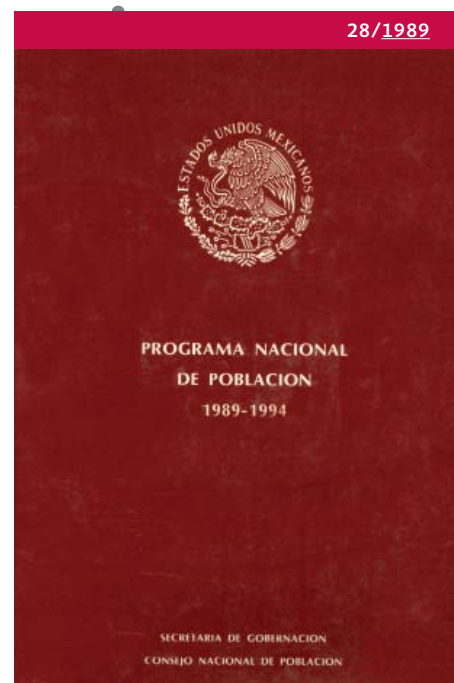 28/1989
ESTADOS UNIDOS MEXICANOS
PROGRAMA NACIONAL
DE POBLACION
1989-1994
SECRETARIA DE GOBERNACION
CONSEJO NACIONAL DE POBLACION